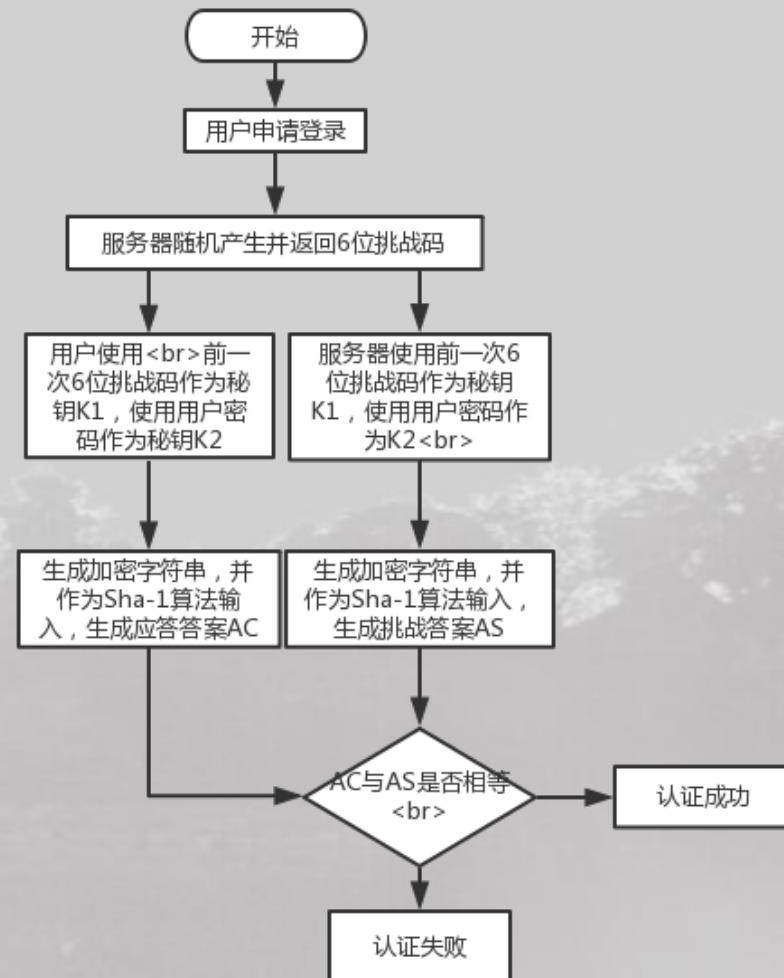 开始
用户申请登录
服务器随机产生并返回6位挑战码
用户使用<br>前一
次6位挑战码作为秘
钥K1，使用用户密
码作为秘钥K2
服务器使用前一次6
位挑战码作为秘钥
K1，使用用户密码作
为K2<br>
生成加密字符串，并
作为Sha-1算法输
入，生成应答答案AC
生成加密字符串，并
作为Sha-1算法输入，
生成挑战答案AS
AC与AS是否相等
<br>
认证成功
认证失败